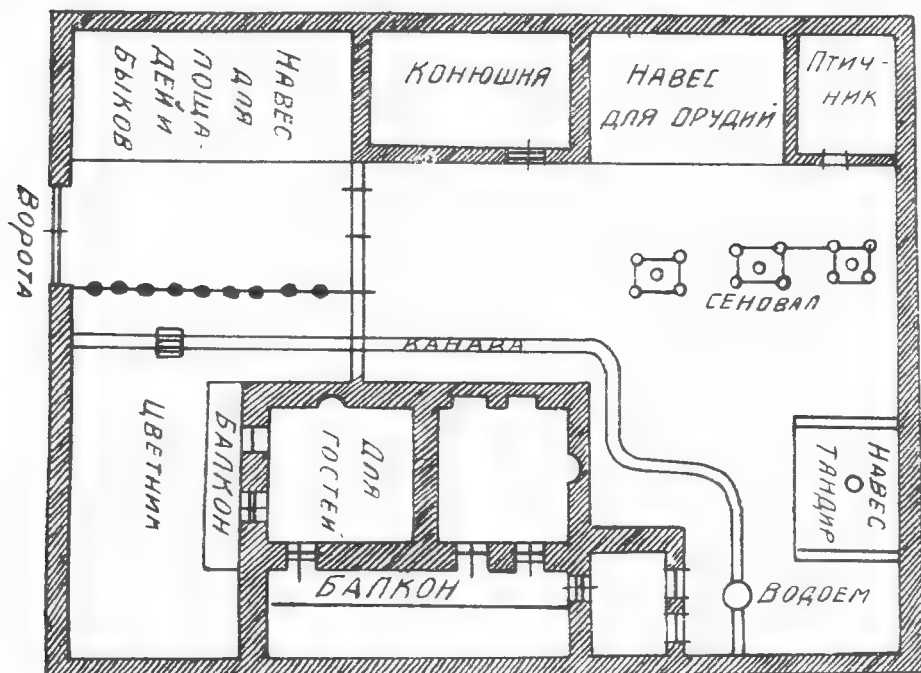 НАВЕС
ДЛЯ
ЛОША-
ДЕЙ И
БЫКОВ
КОНЮШНЯ
НАВЕС
ДЛЯ ОРУДИЙ
ПТИЧ-
НИК
ВОРОТА
СЕНОВАЛ
КАНАВА
ЦВЕТНИК
БАЛКОН
ДЛЯ
ГОСТЕЙ
НАВЕС
ТАНДИР
БАЛКОН
ВОДОЕМ